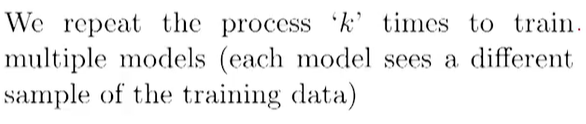 We repeat the process ‘k’ times to train.
multiple models (each model sees a different
sample of the training data)